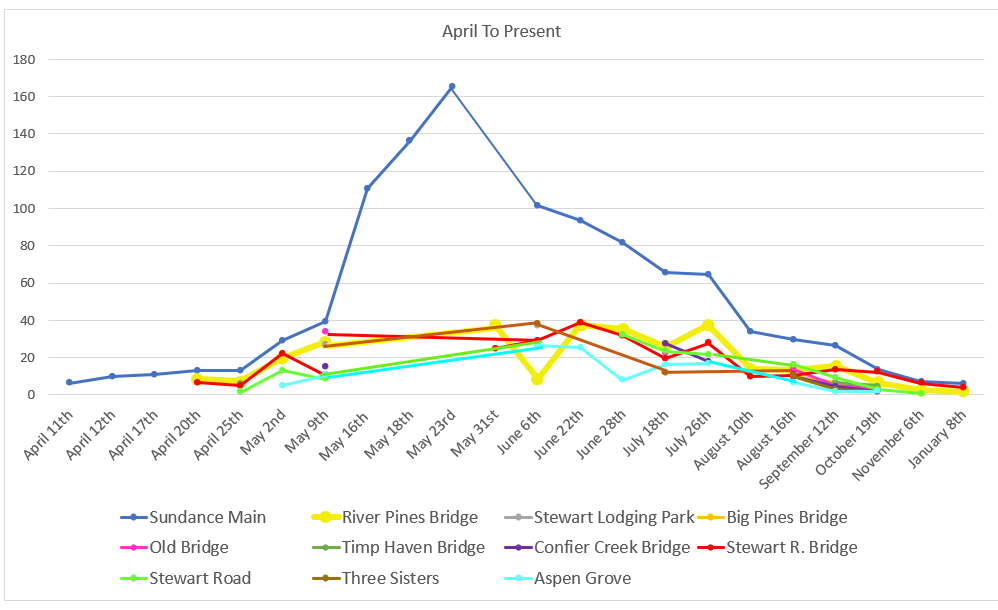 April To Present
180
160
140
120
100
80
60
40
20
0
April 11th
April 12th
April 17th
April 20th
April 25th
May 2nd
May 9th
May 16th
May 18th
May 23rd
May 31st
June 6th
June 22th
June 28th
July 18th
July 26th
August 10th
August 16th
September 12th
October 19th
November 6th
January 8th
Sundance Main River Pines Bridge Stewart Lodging Park Big Pines Bridge
Old Bridge Timp Haven Bridge Confier Creek Bridge Stewart R. Bridge
Stewart Road Three Sisters Aspen Grove